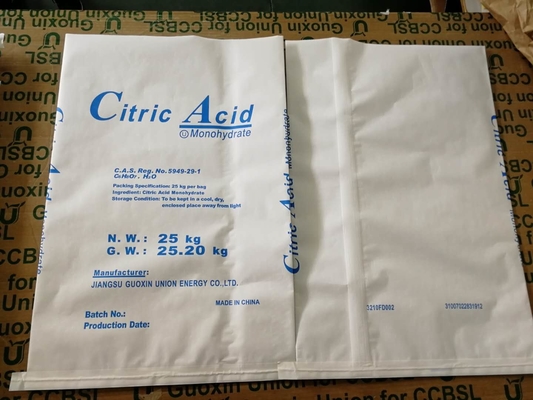 Citric Acid
Monohydrate
C.A.S. Reg. No. 5949-29-1
C₆H₈O₇ . H₂O
Packing Specification: 25 kg per bag
Ingredient: Citric Acid Monohydrate
Storage Condition: To be kept in a cool, dry,
enclosed place away from light
N. W.: 25 kg
G. W.: 25.20 kg
Manufacturer:
JIANGSU GUOXIN UNION ENERGY CO.,LTD.
MADE IN CHINA
Batch No.:
Production Date:
Citric Acid
Monohydrate
3210FD002
Guoxin Union for CCBSL